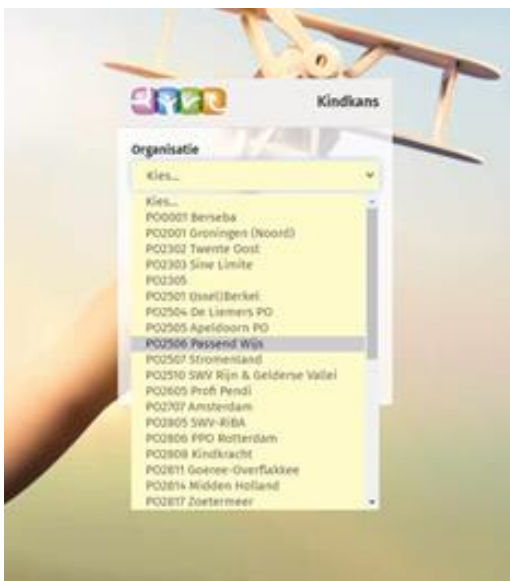 Kindkans
Organisatie
Kies...
Kies...
PO0001 Berseba
PO2001 Groningen (Noord)
PO2302 Twente Oost
PO2303 Sine Limite
PO2305
PO2501 (IJssel)Berkel
PO2504 De Liemers PO
PO2505 Apeldoorn PO
PO2506 Passend Wijs
PO2507 Stromenland
PO2510 SWV Rijn & Gelderse Vallei
PO2605 Profi Pendi
PO2707 Amsterdam
PO2805 SWV-RiBA
PO2806 PPO Rotterdam
PO2808 Kindkracht
PO2811 Goeree-Overflakkee
PO2814 Midden Holland
PO2817 Zoetermeer